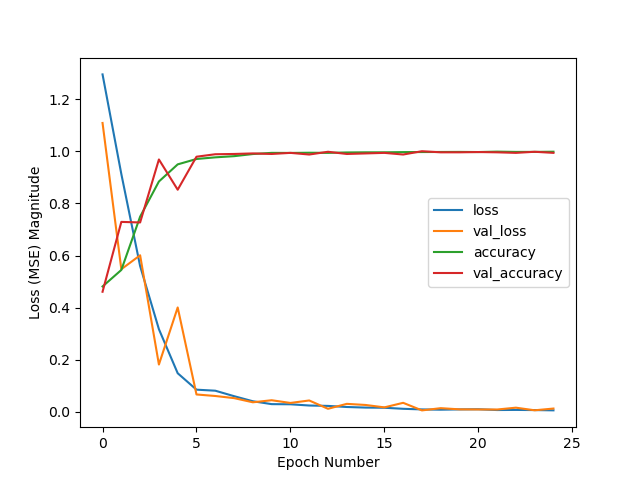 1.2
1.0
0.8
0.6
0.4
0.2
0.0
Loss (MSE) Magnitude
loss
val_loss
accuracy
val_accuracy
0 5 10 15 20 25
Epoch Number